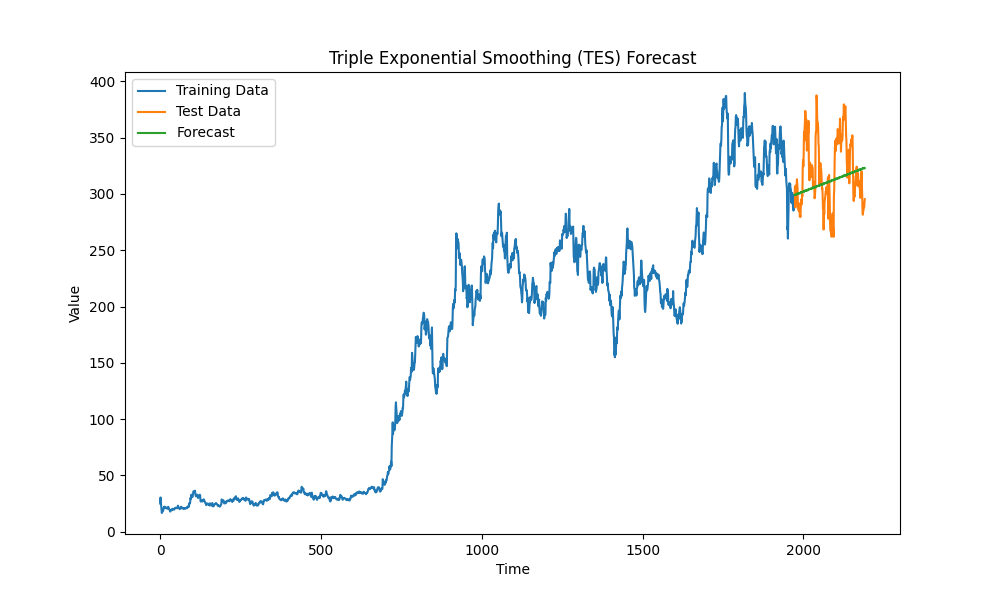 Triple Exponential Smoothing (TES) Forecast
400
350
300
250
200
150
100
50
0
Value
Training Data
Test Data
Forecast
0 500 1000 1500 2000
Time